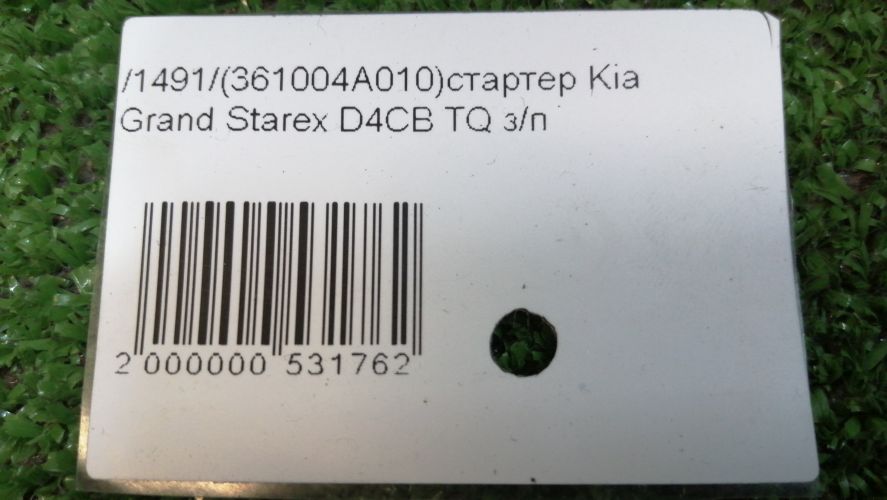 /1491/(361004A010)стартер Kia
Grand Starex D4CB TQ з/п
2 000000 531762